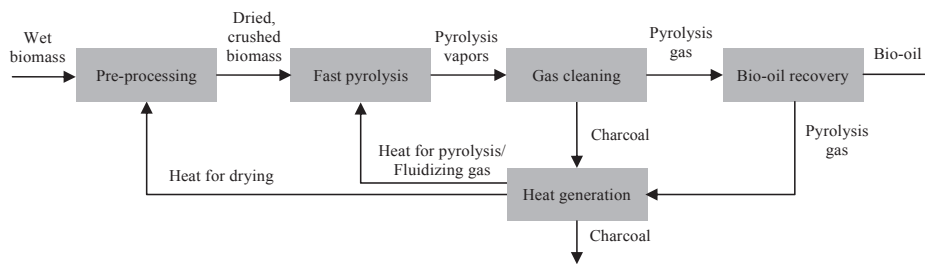 Wet
biomass
Pre-processing
Dried,
crushed
biomass
Fast pyrolysis
Pyrolysis
vapors
Gas cleaning
Pyrolysis
gas
Bio-oil recovery
Bio-oil
Charcoal
Pyrolysis
gas
Heat for pyrolysis/
Fluidizing gas
Heat for drying
Heat generation
Charcoal